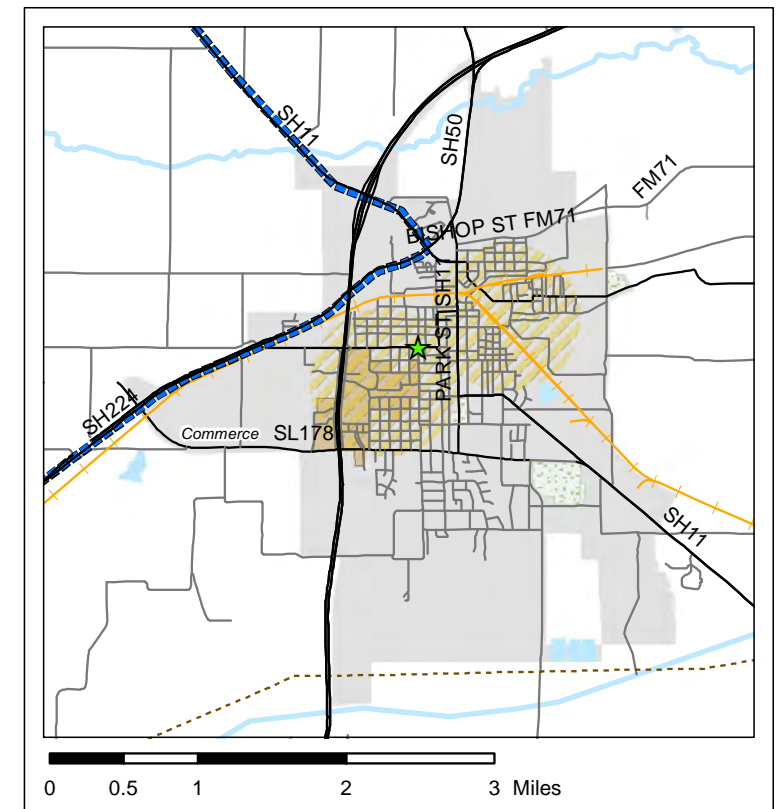 SH11
SH50
FM71
BISHOP ST FM71
PARK ST SH11
SH224
Commerce SL178
SH11
0 0.5 1 2 3 Miles